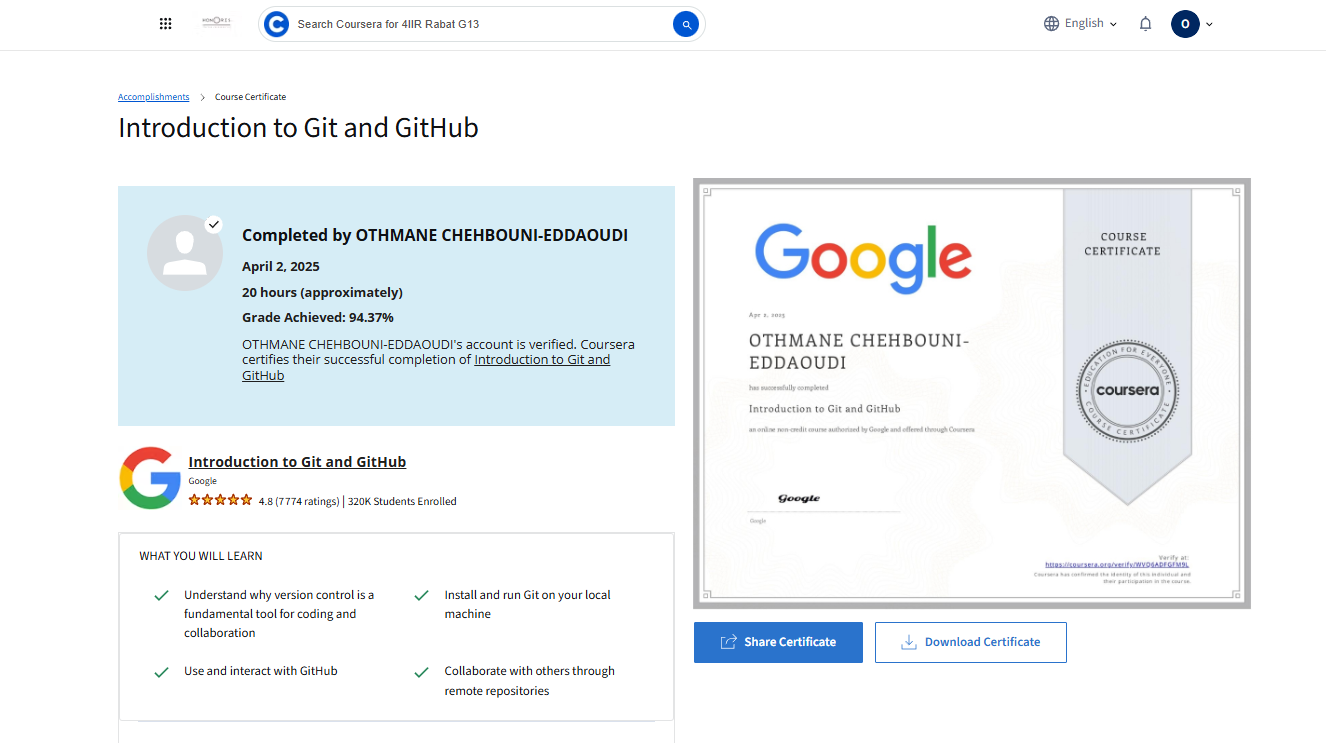 HONORIS
Search Coursera for 4IIR Rabat G13
English
O
Accomplishments
Course Certificate
Introduction to Git and GitHub
Completed by OTHMANE CHEHBOUNI-EDDAOUDI
April 2, 2025
20 hours (approximately)
Grade Achieved: 94.37%
OTHMANE CHEHBOUNI-EDDAOUDI's account is verified. Coursera
certifies their successful completion of Introduction to Git and
GitHub
Introduction to Git and GitHub
Google
4.8 (7774 ratings) | 320K Students Enrolled
WHAT YOU WILL LEARN
Understand why version control is a
fundamental tool for coding and
collaboration
Install and run Git on your local
machine
Use and interact with GitHub
Collaborate with others through
remote repositories
Google
COURSE
CERTIFICATE
Apr 2, 2025
OTHMANE CHEHBOUNI-
EDDAOUDI
has successfully completed
Introduction to Git and GitHub
an online non-credit course authorized by Google and offered through Coursera
EDUCATION FOR EVERYONE
coursera
COURSE CERTIFICATE
Google
Google
Verify at:
https://coursera.org/verify/WVQ6ADFGFM9L
Coursera has confirmed the identity of this individual and
their participation in the course.
Share Certificate
Download Certificate